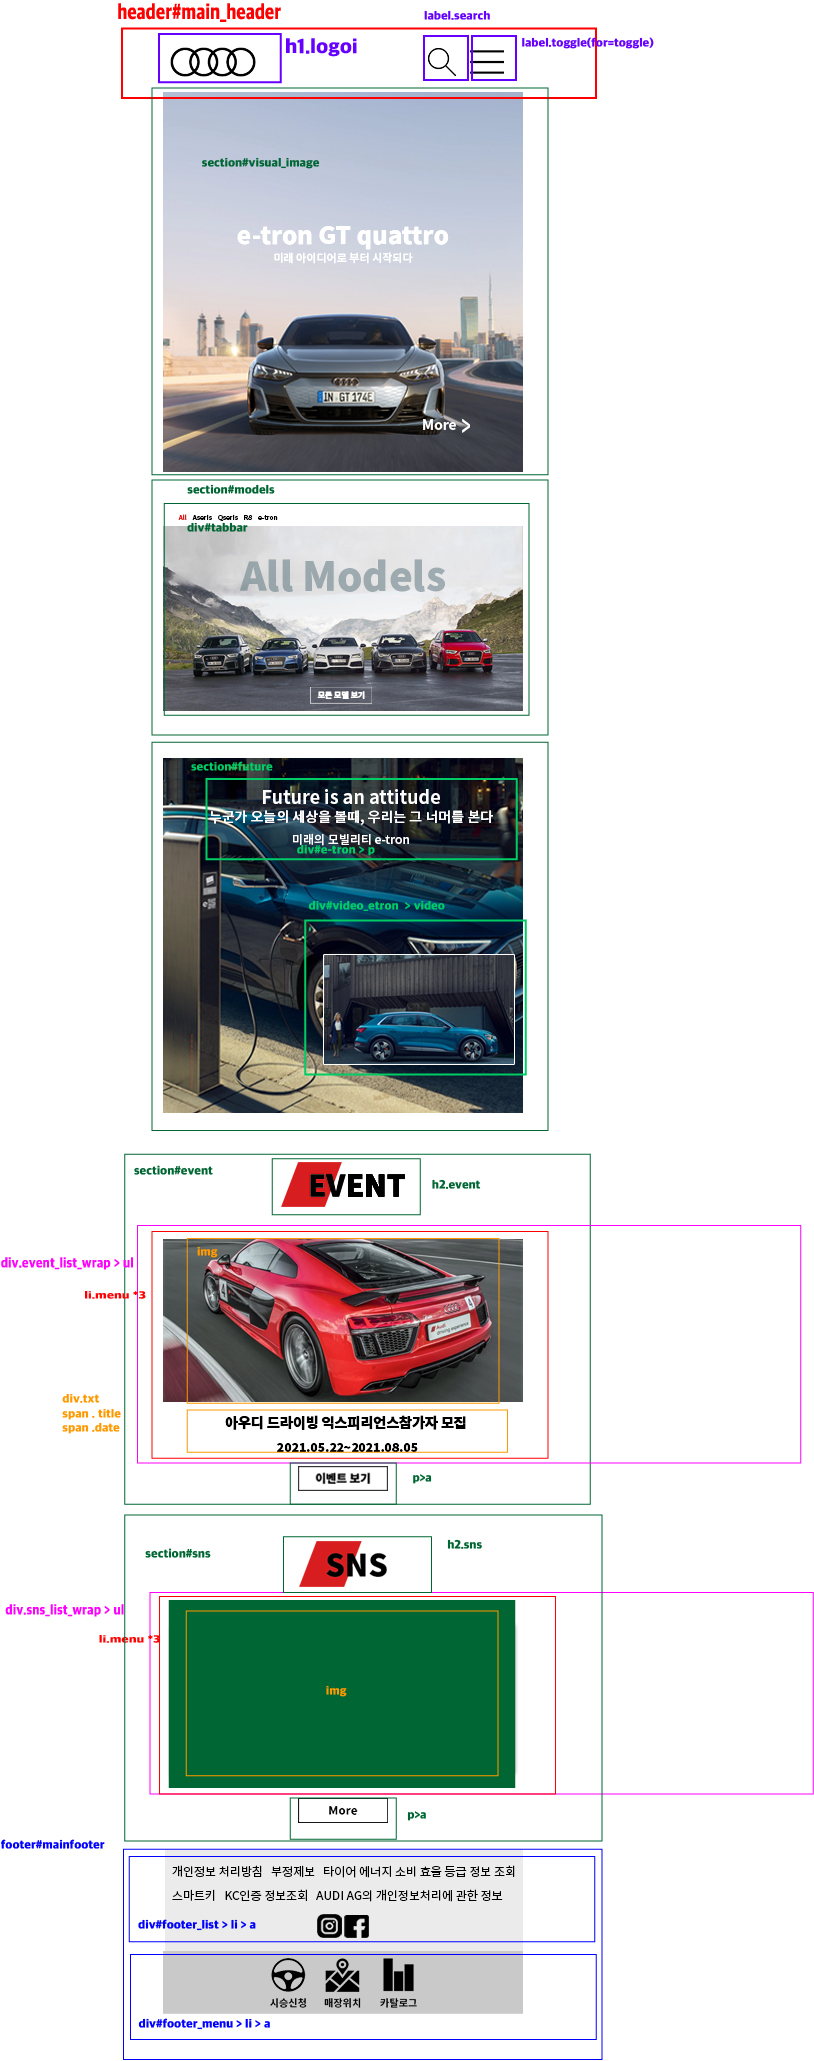 header#main_header
label.search
h1.logoi
label.toggle(for=toggle)
section#visual_image
e-tron GT quattro
미래 아이디어로 부터 시작되다
IN·GT 174E
More >
section#models
All Aseris Qseris R8 e-tron
div#tabbar
All Models
모든 모델 보기
section#future
Future is an attitude
누군가 오늘의 세상을 볼때, 우리는 그 너머를 본다
미래의 모빌리티 e-tron
div#e-tron > p
div#video_etron > video
section#event
EVENT
h2.event
div.event_list_wrap > ul
img
li.menu *3
4
Audi
driving experience
div.txt
span . title
span .date
아우디 드라이빙 익스피리언스참가자 모집
2021.05.22~2021.08.05
이벤트 보기
p>a
section#sns
SNS
h2.sns
div.sns_list_wrap > ul
li.menu *3
img
More
p>a
footer#mainfooter
개인정보 처리방침 부정제보 타이어 에너지 소비 효율 등급 정보 조회
스마트키 KC인증 정보조회 AUDI AG의 개인정보처리에 관한 정보
div#footer_list > li > a
시승신청 매장위치 카탈로그
div#footer_menu > li > a